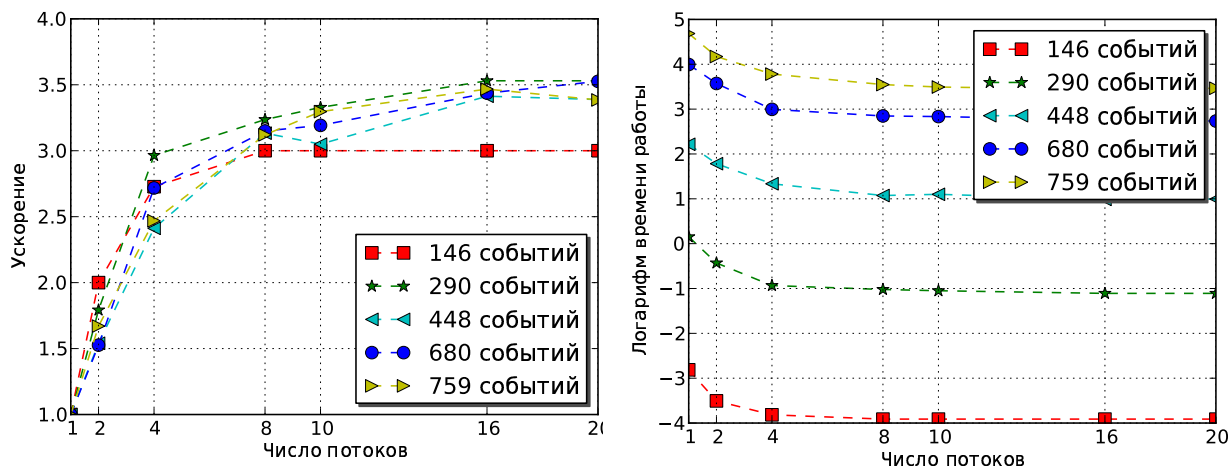 4.0
3.5
3.0
2.5
2.0
1.5
1.0
Ускорение
146 событий
290 событий
448 событий
680 событий
759 событий
1 2 4 8 10 16 20
Число потоков
5
4
3
2
1
0
−1
−2
−3
−4
Логарифм времени работы
146 событий
290 событий
448 событий
680 событий
759 событий
1 2 4 8 10 16 20
Число потоков